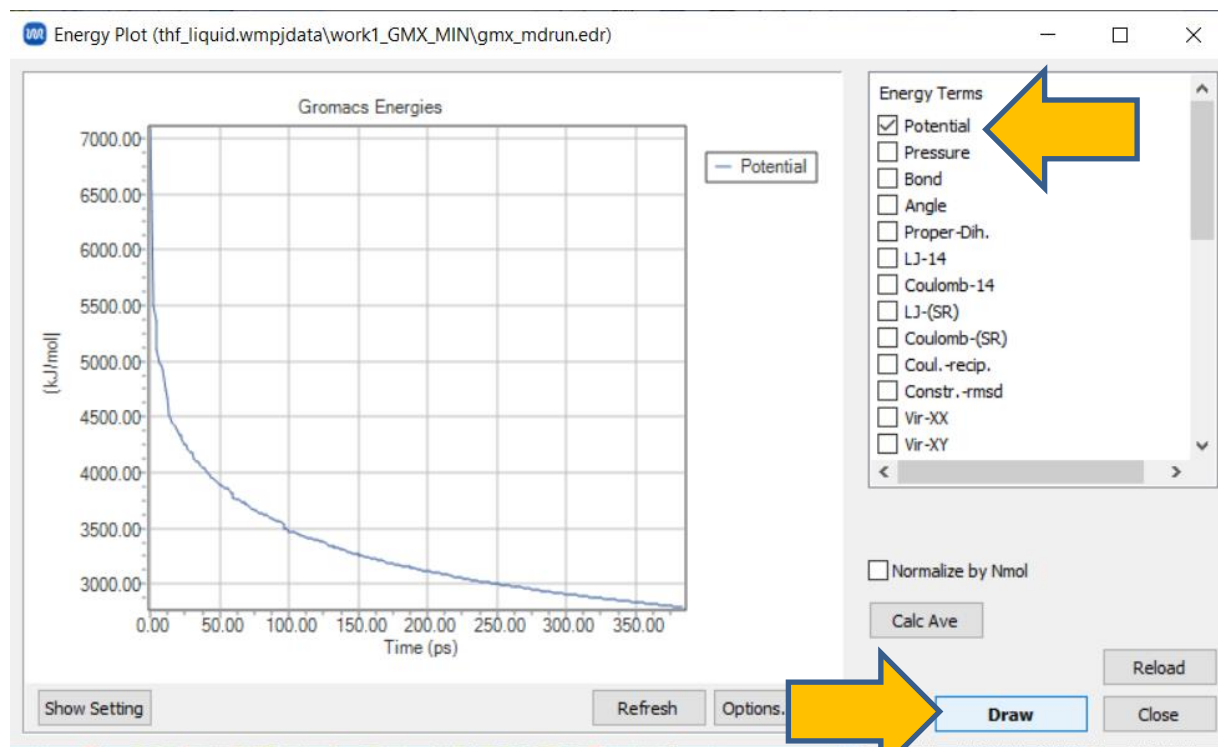 Energy Plot (thf_liquid.wmpjdata\work1_GMX_MIN\gmx_mdrun.edr)
Gromacs Energies
7000.00
6500.00
6000.00
5500.00
5000.00
4500.00
4000.00
3500.00
3000.00
(kJ/mol)
0.00 50.00 100.00 150.00 200.00 250.00 300.00 350.00
Time (ps)
Potential
Energy Terms
Potential
Pressure
Bond
Angle
Proper-Dih.
LJ-14
Coulomb-14
LJ-(SR)
Coulomb-(SR)
Coul.-recip.
Constr.-rmsd
Vir-XX
Vir-XY
Normalize by Nmol
Calc Ave
Reload
Show Setting Refresh Options. Draw Close